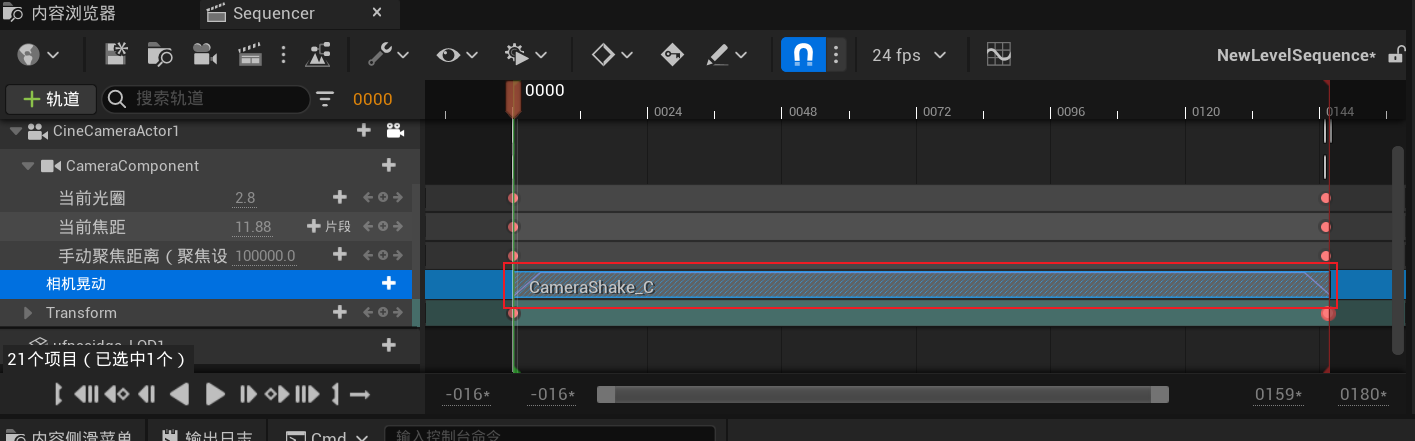 内容浏览器 Sequencer ×
24 fps NewLevelSequence*
轨道 搜索轨道 0000 0000
0024 0048 0072 0096 0120 0144
CineCameraActor1
CameraComponent
当前光圈 2.8
当前焦距 11.88 片段
手动聚焦距离（聚焦设 100000.0
相机晃动 CameraShake_C
Transform
21个项目（已选中1个）
-016* -016* 0159* 0180*
内容侧滑菜单 输出日志 Cmd 输入控制台命令